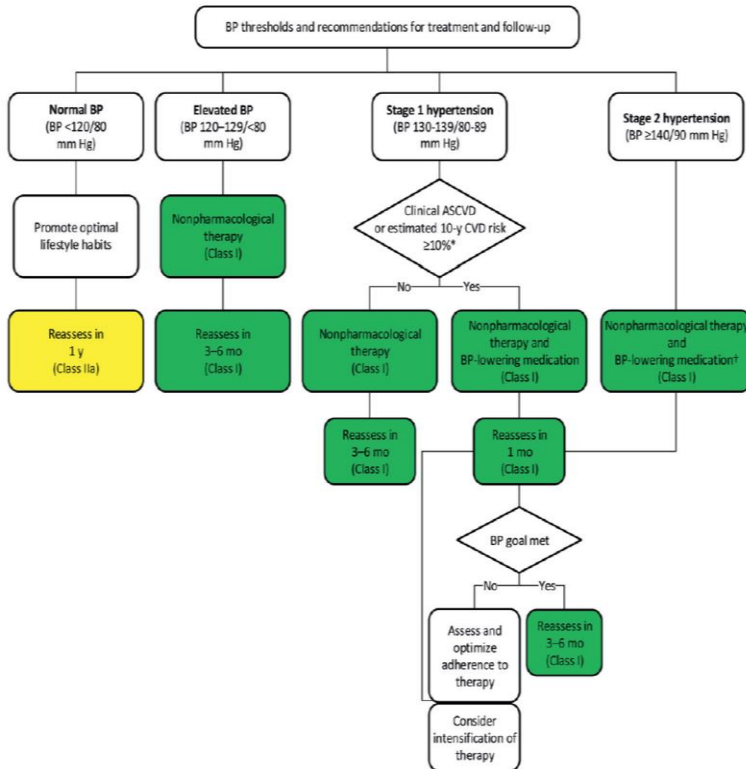 BP thresholds and recommendations for treatment and follow-up
Normal BP
(BP <120/80
mm Hg)
Elevated BP
(BP 120–129/<80
mm Hg)
Stage 1 hypertension
(BP 130-139/80-89
mm Hg)
Stage 2 hypertension
(BP ≥140/90 mm Hg)
Promote optimal
lifestyle habits
Nonpharmacological
therapy
(Class I)
Clinical ASCVD
or estimated 10-y CVD risk
≥10%*
No
Yes
Reassess in
1 y
(Class IIa)
Reassess in
3–6 mo
(Class I)
Nonpharmacological
therapy
(Class I)
Nonpharmacological
therapy and
BP-lowering medication
(Class I)
Nonpharmacological therapy
and
BP-lowering medication†
(Class I)
Reassess in
3–6 mo
(Class I)
Reassess in
1 mo
(Class I)
BP goal met
No
Yes
Assess and
optimize
adherence to
therapy
Reassess in
3–6 mo
(Class I)
Consider
intensification of
therapy